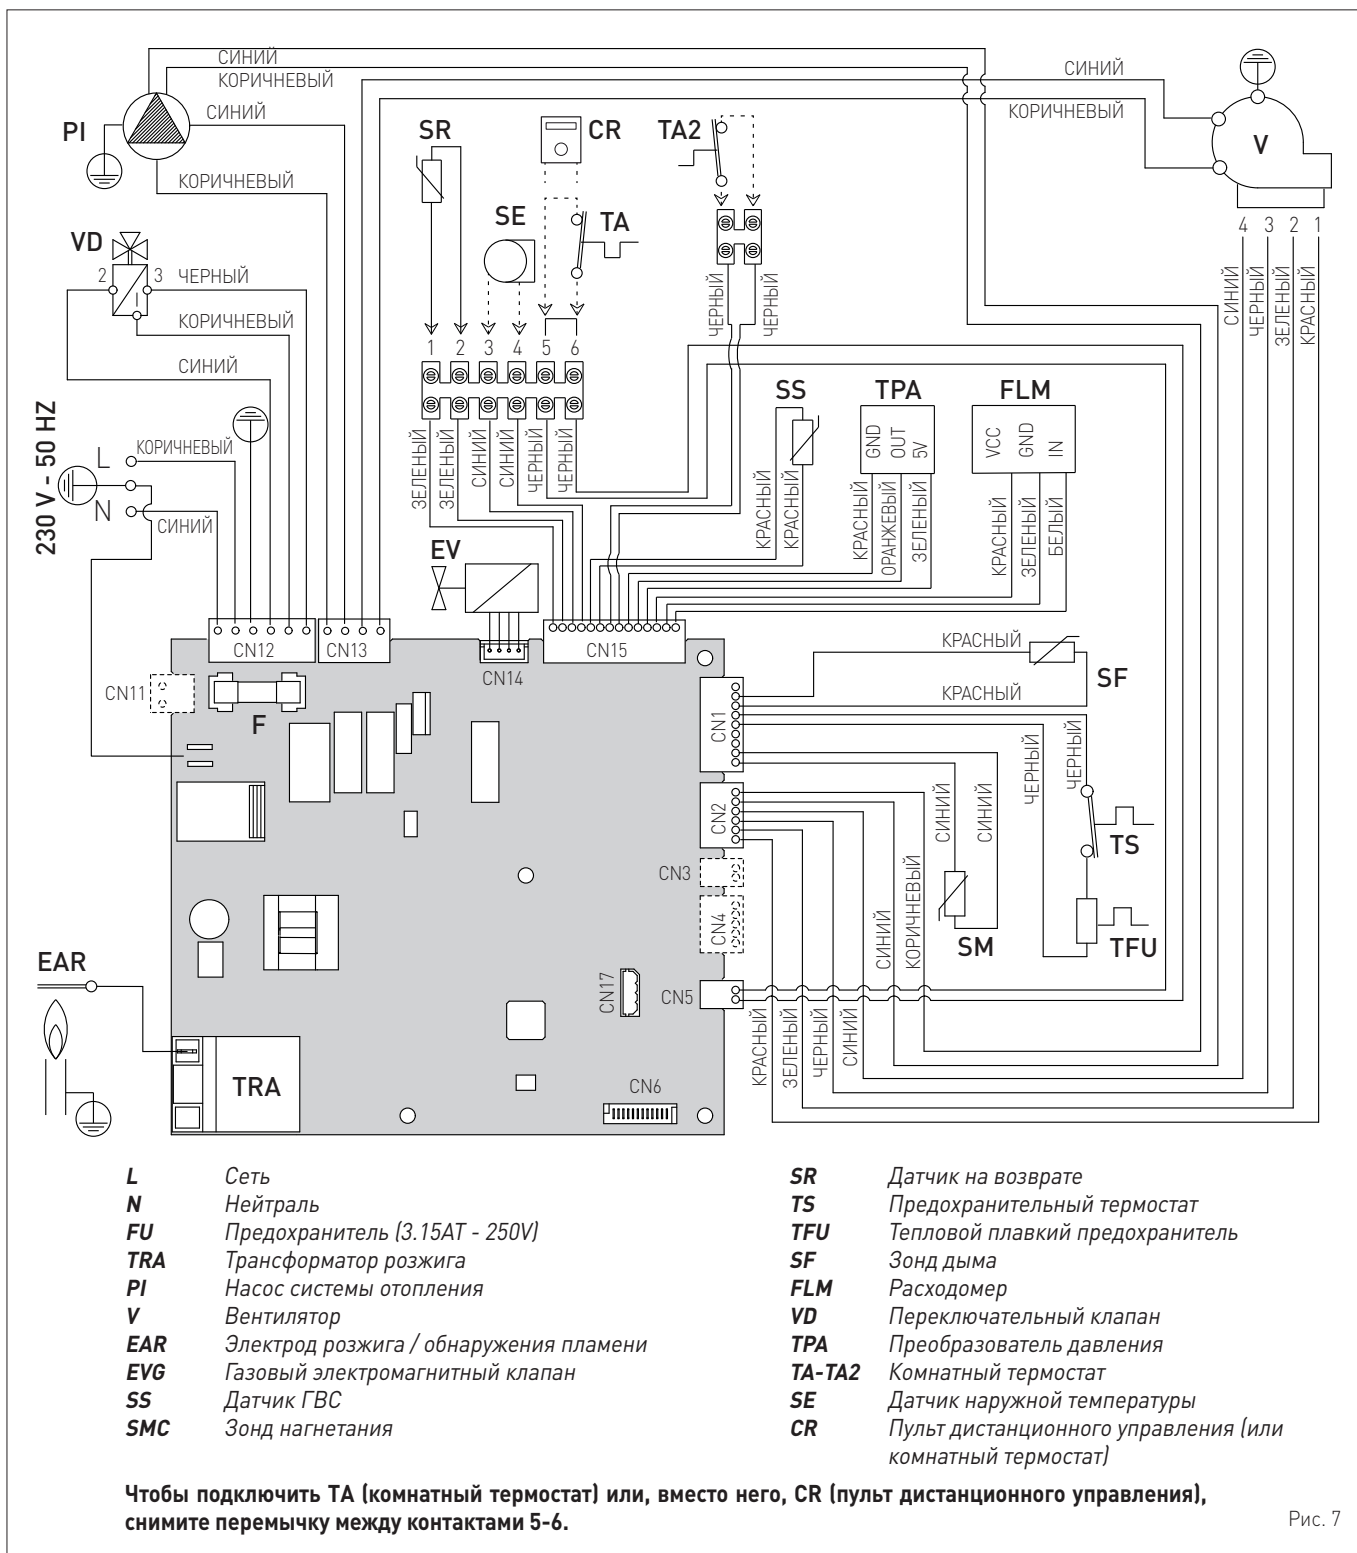 СИНИЙ
КОРИЧНЕВЫЙ
СИНИЙ
PI
КОРИЧНЕВЫЙ
SR
CR
TA2
СИНИЙ
КОРИЧНЕВЫЙ
V
4 3 2 1
СИНИЙ
ЧЕРНЫЙ
ЗЕЛЕНЫЙ
КРАСНЫЙ
VD
2
3
ЧЕРНЫЙ
КОРИЧНЕВЫЙ
СИНИЙ
SE
TA
ЧЕРНЫЙ
ЧЕРНЫЙ
1 2 3 4 5 6
ЗЕЛЕНЫЙ
ЗЕЛЕНЫЙ
СИНИЙ
СИНИЙ
ЧЕРНЫЙ
ЧЕРНЫЙ
230 V - 50 HZ
L
КОРИЧНЕВЫЙ
N
СИНИЙ
SS
КРАСНЫЙ
КРАСНЫЙ
TPA
GND
OUT
5V
КРАСНЫЙ
ОРАНЖЕВЫЙ
ЗЕЛЕНЫЙ
FLM
VCC
GND
IN
КРАСНЫЙ
ЗЕЛЕНЫЙ
БЕЛЫЙ
EV
CN12
CN13
CN14
CN15
CN11
F
CN1
КРАСНЫЙ
КРАСНЫЙ
SF
ЧЕРНЫЙ
ЧЕРНЫЙ
СИНИЙ
СИНИЙ
TS
CN2
CN3
CN4
SM
TFU
СИНИЙ
КОРИЧНЕВЫЙ
EAR
CN17
CN5
КРАСНЫЙ
ЗЕЛЕНЫЙ
ЧЕРНЫЙ
СИНИЙ
TRA
CN6
L Сеть
N Нейтраль
FU Предохранитель (3.15AT - 250V)
TRA Трансформатор розжига
PI Насос системы отопления
V Вентилятор
EAR Электрод розжига / обнаружения пламени
EVG Газовый электромагнитный клапан
SS Датчик ГВС
SMC Зонд нагнетания
SR Датчик на возврате
TS Предохранительный термостат
TFU Тепловой плавкий предохранитель
SF Зонд дыма
FLM Расходомер
VD Переключательный клапан
TPA Преобразователь давления
TA-TA2 Комнатный термостат
SE Датчик наружной температуры
CR Пульт дистанционного управления (или
комнатный термостат)
Чтобы подключить ТА (комнатный термостат) или, вместо него, CR (пульт дистанционного управления),
снимите перемычку между контактами 5-6.
Рис. 7